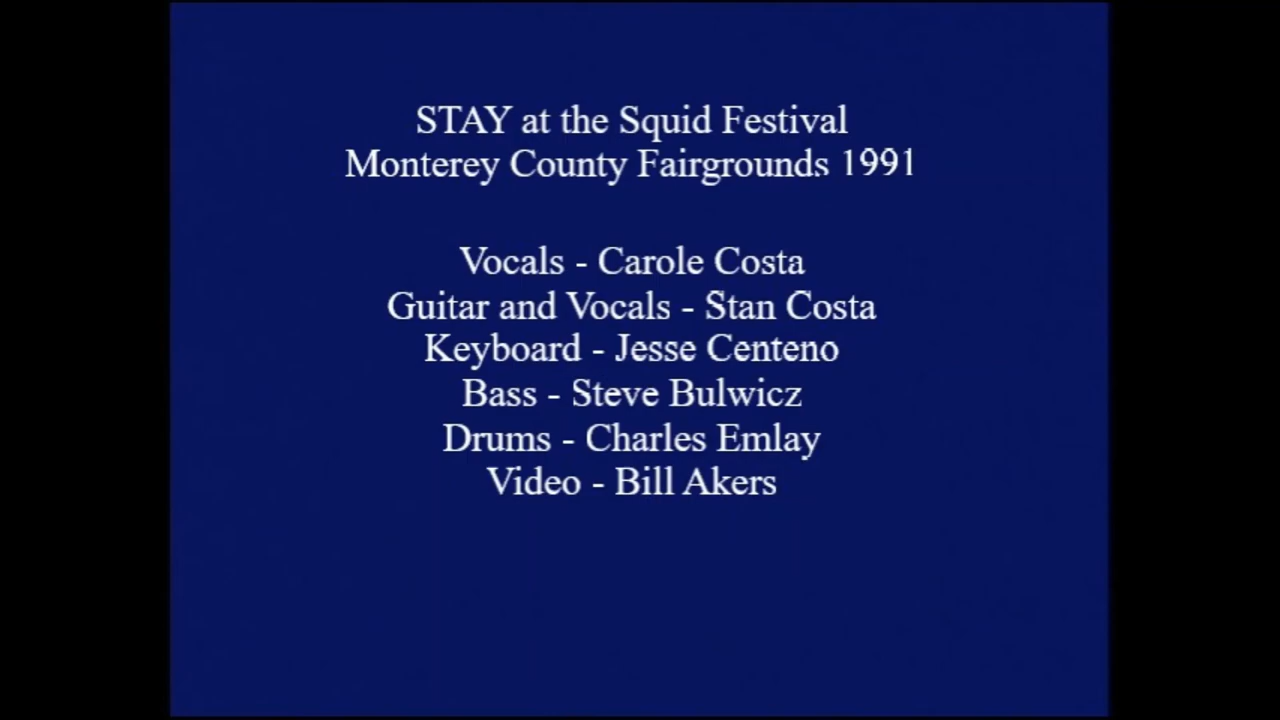 STAY at the Squid Festival
Monterey County Fairgrounds 1991
Vocals - Carole Costa
Guitar and Vocals - Stan Costa
Keyboard - Jesse Centeno
Bass - Steve Bulwicz
Drums - Charles Emlay
Video - Bill Akers